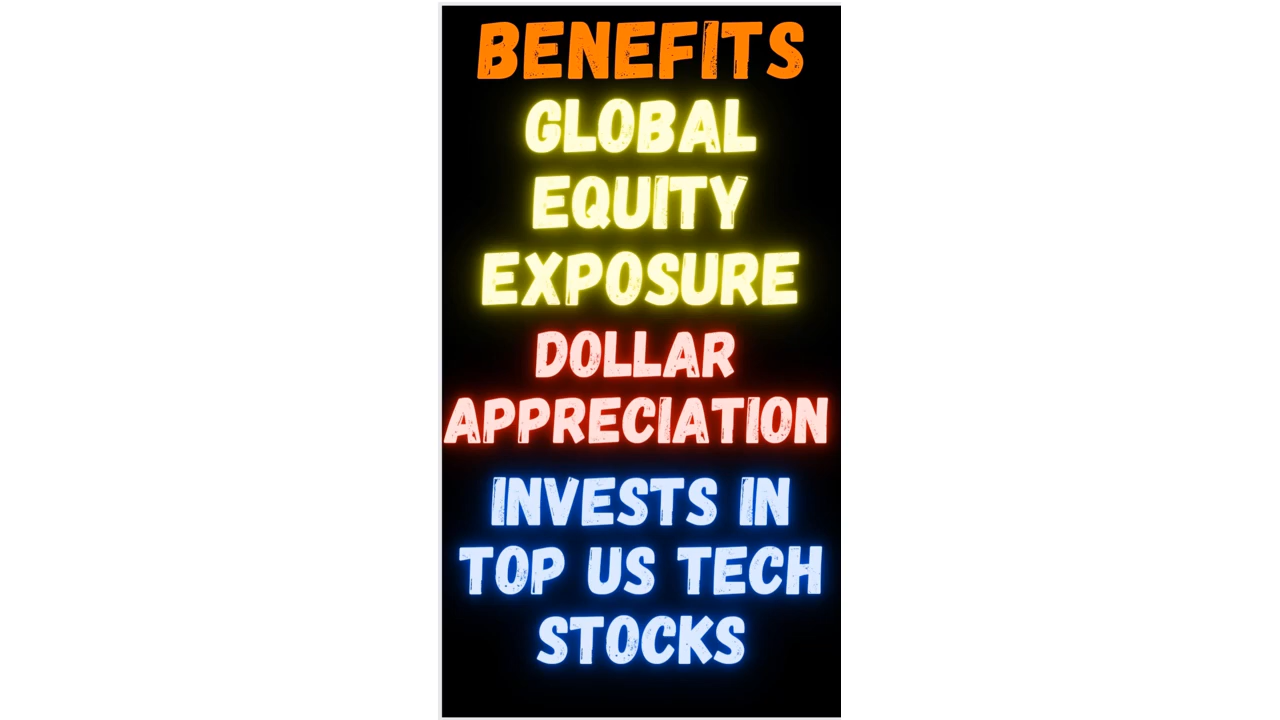 BENEFITS
GLOBAL
EQUITY
EXPOSURE
DOLLAR
APPRECIATION
INVESTS IN
TOP US TECH
STOCKS